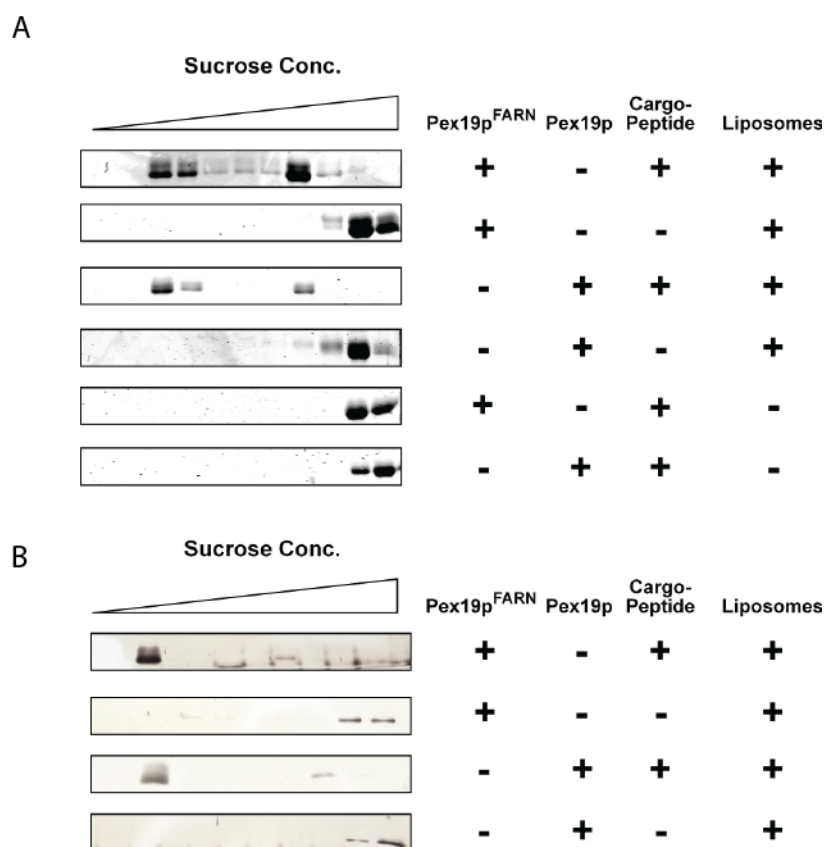 A
Sucrose Conc.
Pex19p^FARN Pex19p Cargo-Peptide Liposomes
+ - + +
+ - - +
- + + +
- + - +
+ - + -
- + + -
B
Sucrose Conc.
Pex19p^FARN Pex19p Cargo-Peptide Liposomes
+ - + +
+ - - +
- + + +
- + - +